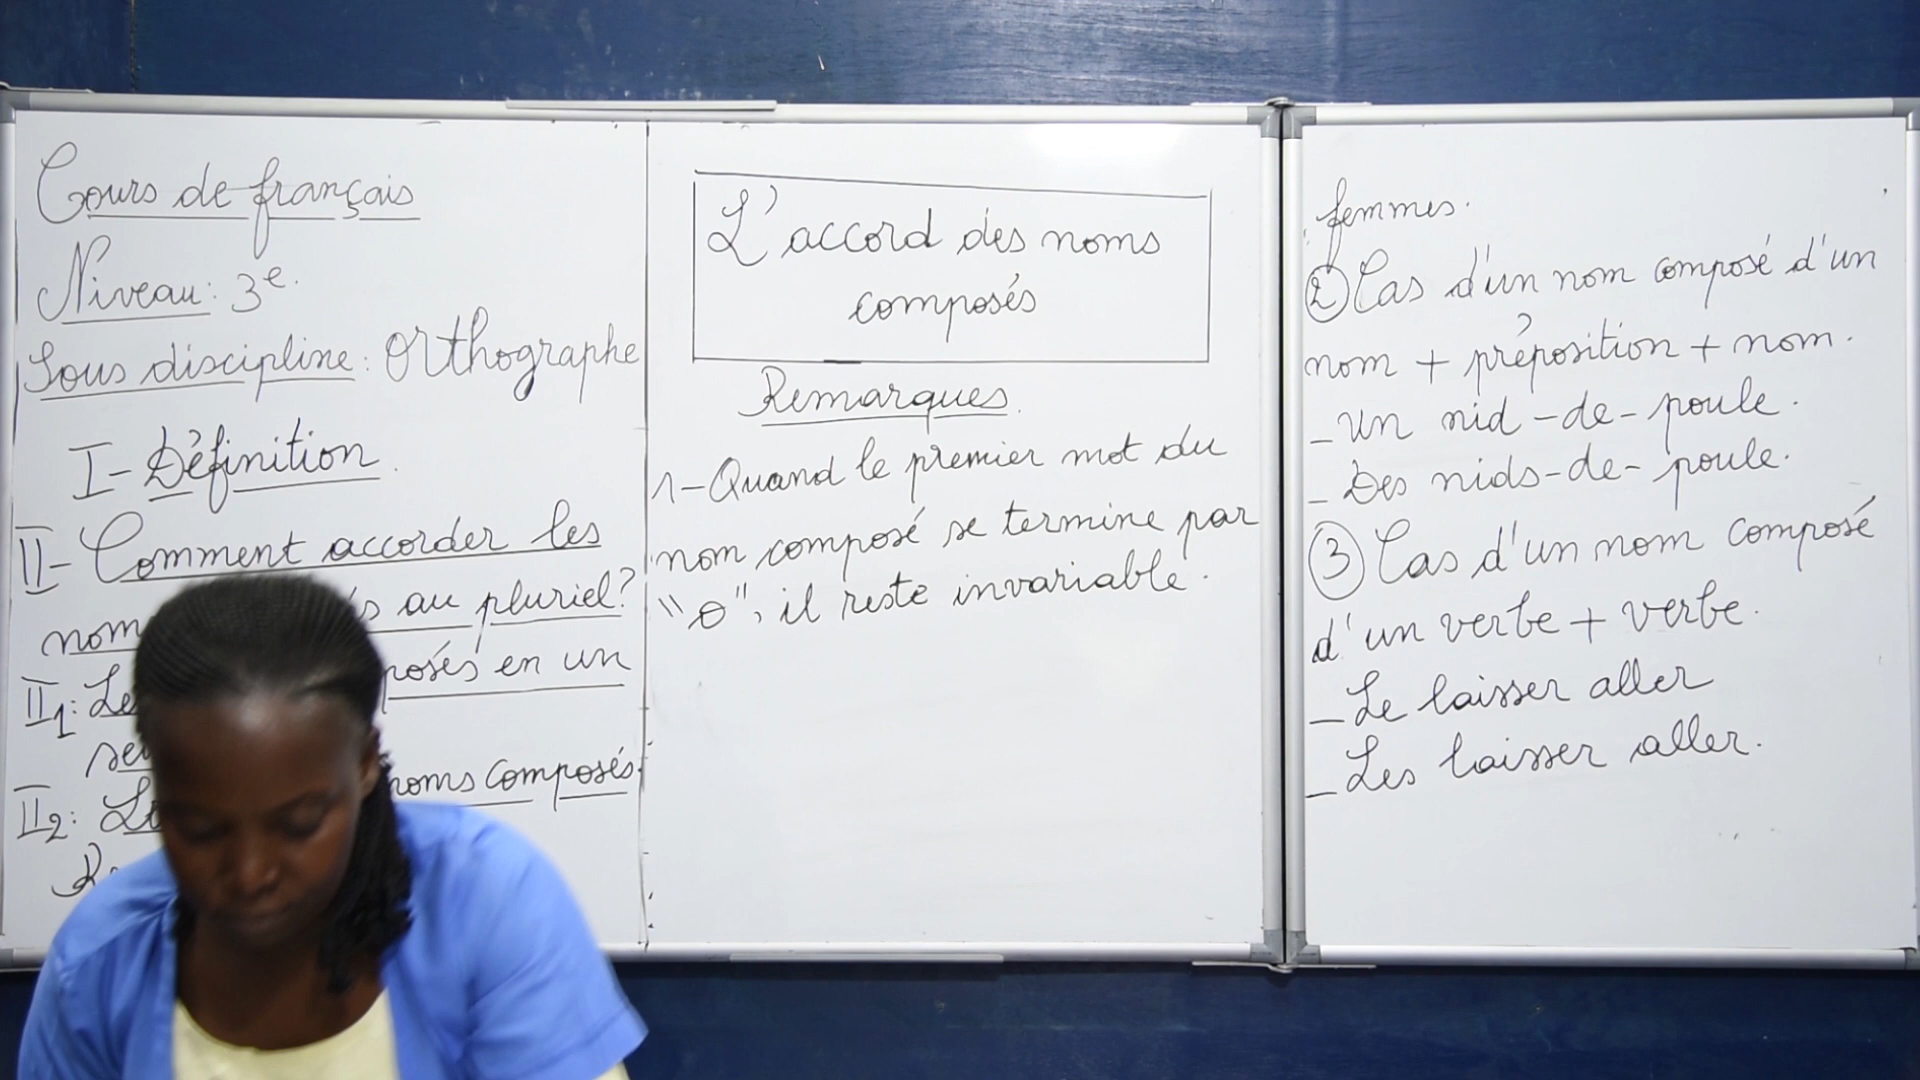 Cours de français
Niveau: 3e.
Sous discipline: Orthographe
I- Définition.
II- Comment accorder les
au pluriel?
II1: en un
II2: noms composés.
L'accord des noms
composés
Remarques.
1- Quand le premier mot du
nom composé se termine par
"o", il reste invariable.
femmes.
② Cas d'un nom composé d'un
nom + préposition + nom.
- Un nid-de-poule.
- Des nids-de-poule.
③ Cas d'un nom composé
d'un verbe + verbe.
- Le laisser aller
- Les laisser aller.